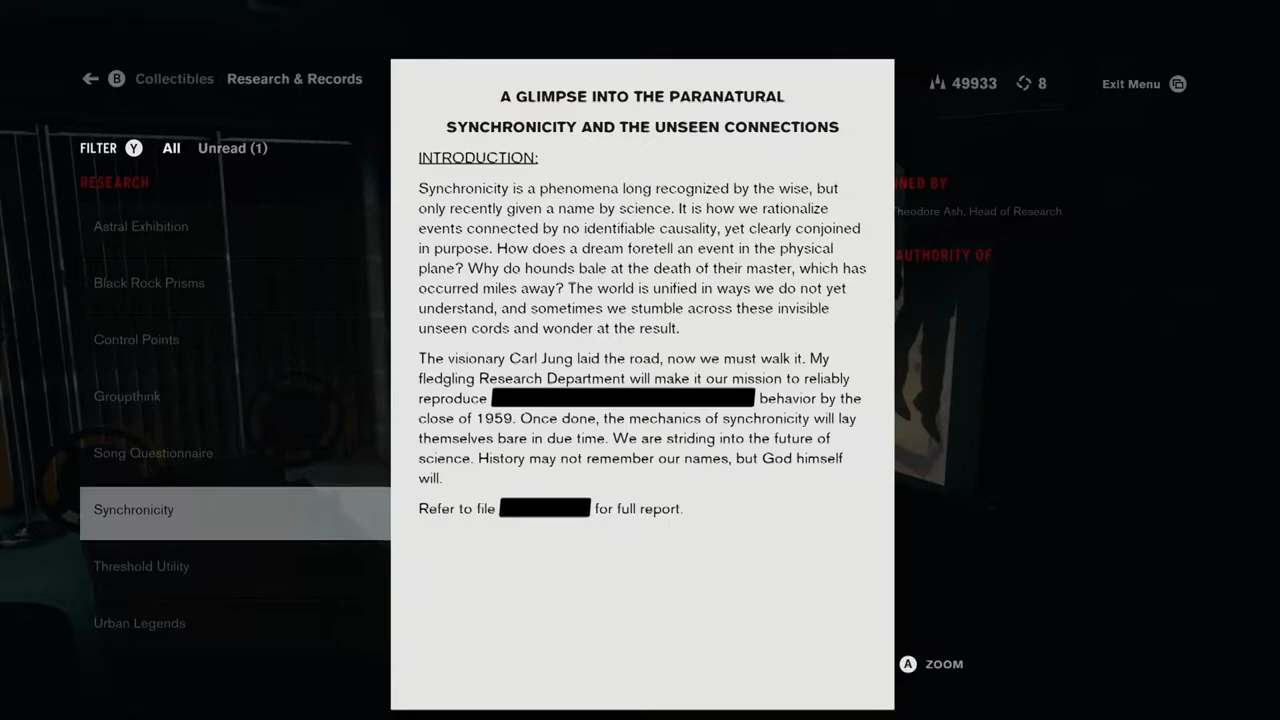 B Collectibles Research & Records
49933 8 Exit Menu
FILTER Y All Unread (1)
RESEARCH
Astral Exhibition
Black Rock Prisms
Control Points
Groupthink
Song Questionnaire
Synchronicity
Threshold Utility
Urban Legends
A GLIMPSE INTO THE PARANATURAL
SYNCHRONICITY AND THE UNSEEN CONNECTIONS
INTRODUCTION:
Synchronicity is a phenomena long recognized by the wise, but
only recently given a name by science. It is how we rationalize
events connected by no identifiable causality, yet clearly conjoined
in purpose. How does a dream foretell an event in the physical
plane? Why do hounds bale at the death of their master, which has
occurred miles away? The world is unified in ways we do not yet
understand, and sometimes we stumble across these invisible
unseen cords and wonder at the result.
The visionary Carl Jung laid the road, now we must walk it. My
fledgling Research Department will make it our mission to reliably
reproduce behavior by the
close of 1959. Once done, the mechanics of synchronicity will lay
themselves bare in due time. We are striding into the future of
science. History may not remember our names, but God himself
will.
Refer to file for full report.
NED BY
Theodore Ash, Head of Research
AUTHORITY OF
A ZOOM